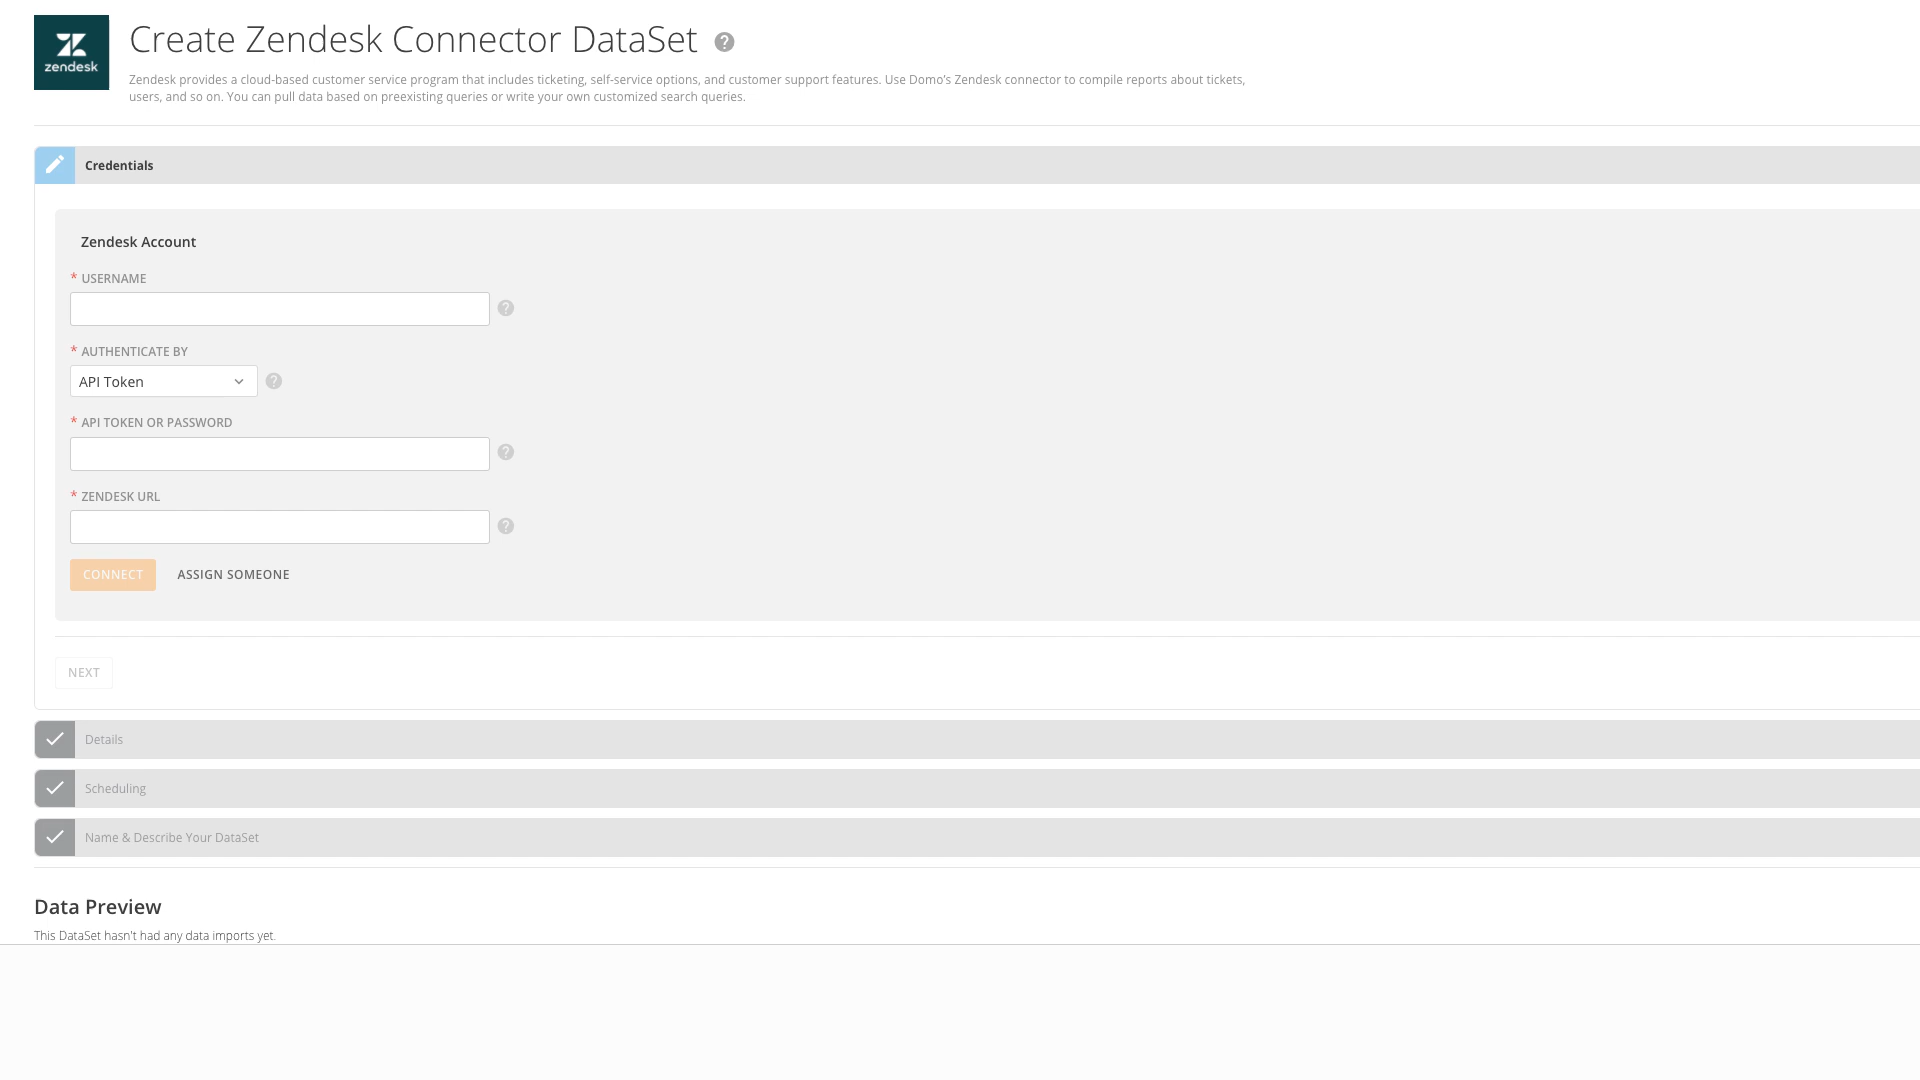 zendesk
Create Zendesk Connector DataSet ?
Zendesk provides a cloud-based customer service program that includes ticketing, self-service options, and customer support features. Use Domo's Zendesk connector to compile reports about tickets,
users, and so on. You can pull data based on preexisting queries or write your own customized search queries.
Credentials
Zendesk Account
* USERNAME
?
* AUTHENTICATE BY
API Token ?
* API TOKEN OR PASSWORD
?
* ZENDESK URL
?
CONNECT ASSIGN SOMEONE
NEXT
Details
Scheduling
Name & Describe Your DataSet
Data Preview
This DataSet hasn't had any data imports yet.